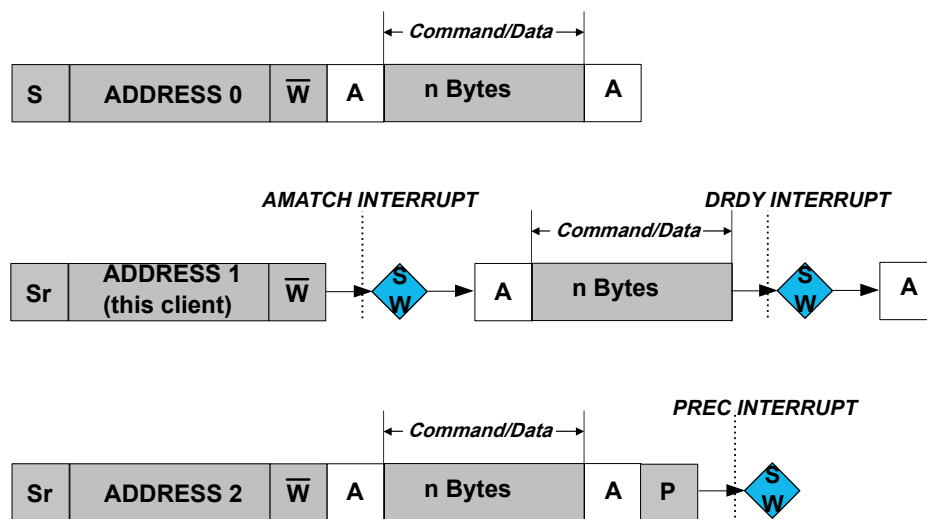 Command/Data
S ADDRESS 0 W̅ A n Bytes A
AMATCH INTERRUPT DRDY INTERRUPT
Command/Data
Sr ADDRESS 1 (this client) W̅ S W A n Bytes S W A
PREC INTERRUPT
Command/Data
Sr ADDRESS 2 W̅ A n Bytes A P S W